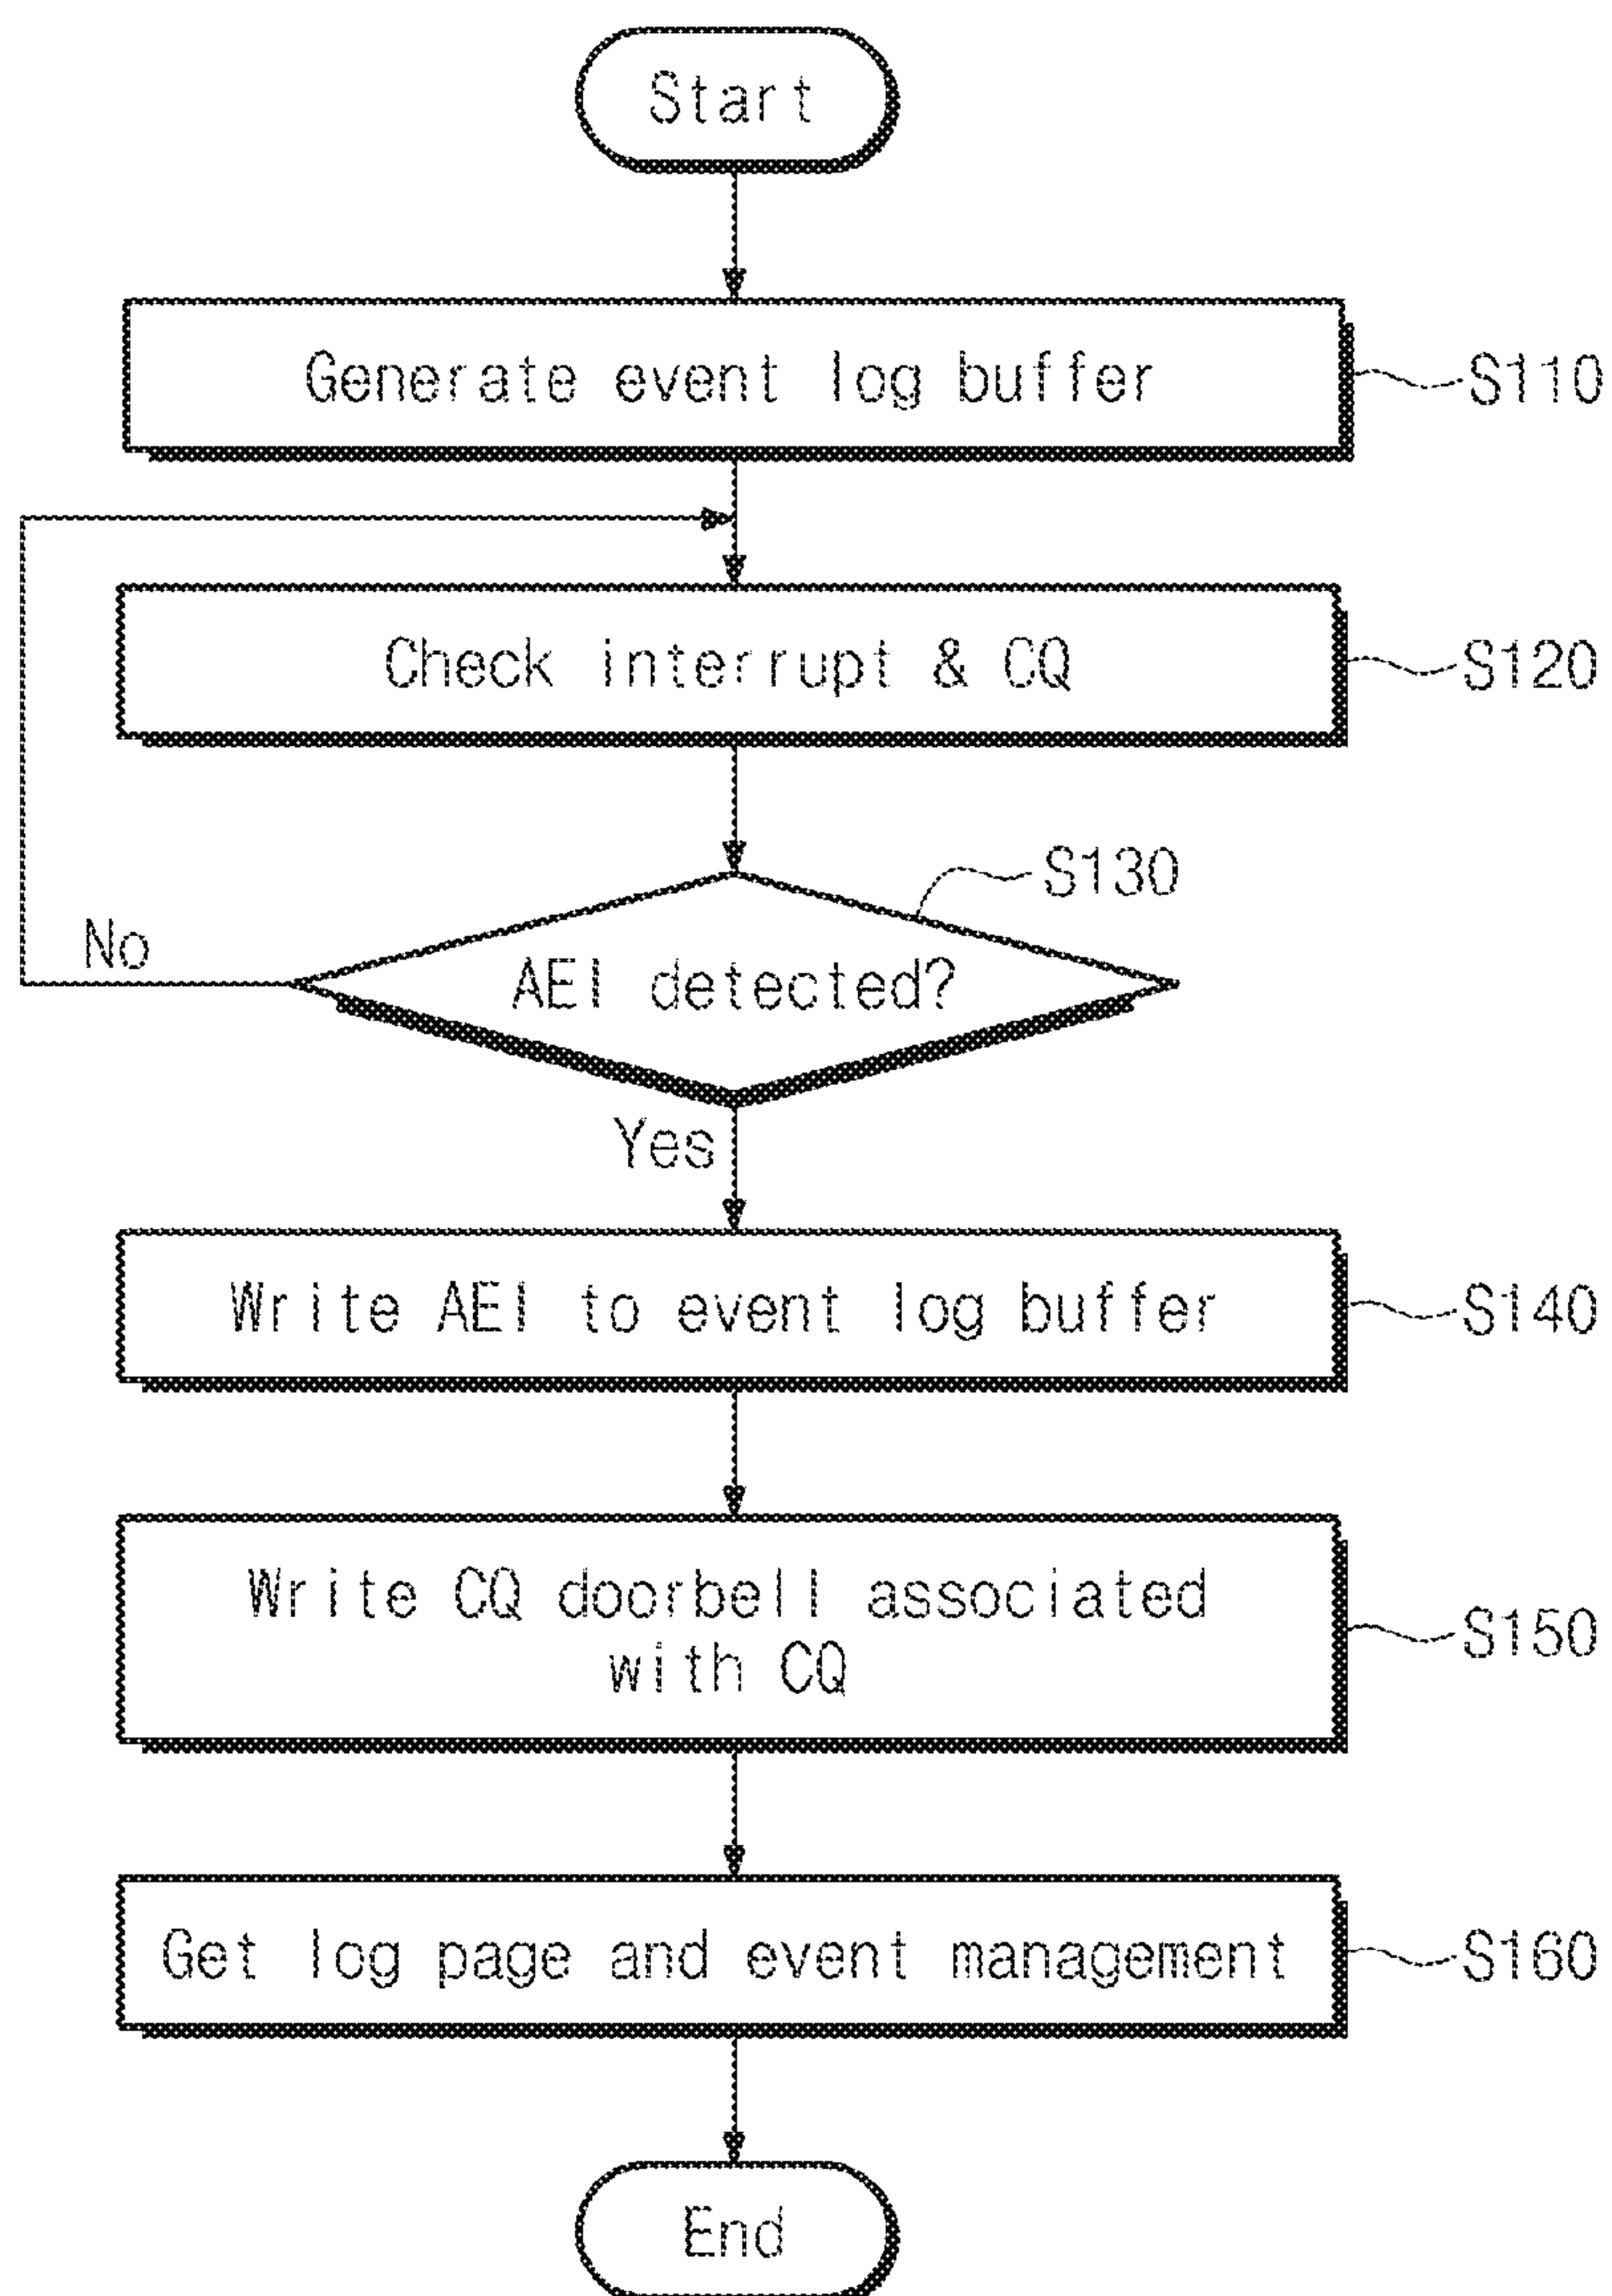 Start
Generate event log buffer
S110
Check interrupt & CQ
S120
S130
No
AEI detected?
Yes
Write AEI to event log buffer
S140
Write CQ doorbell associated
with CQ
S150
Get log page and event management
S160
End